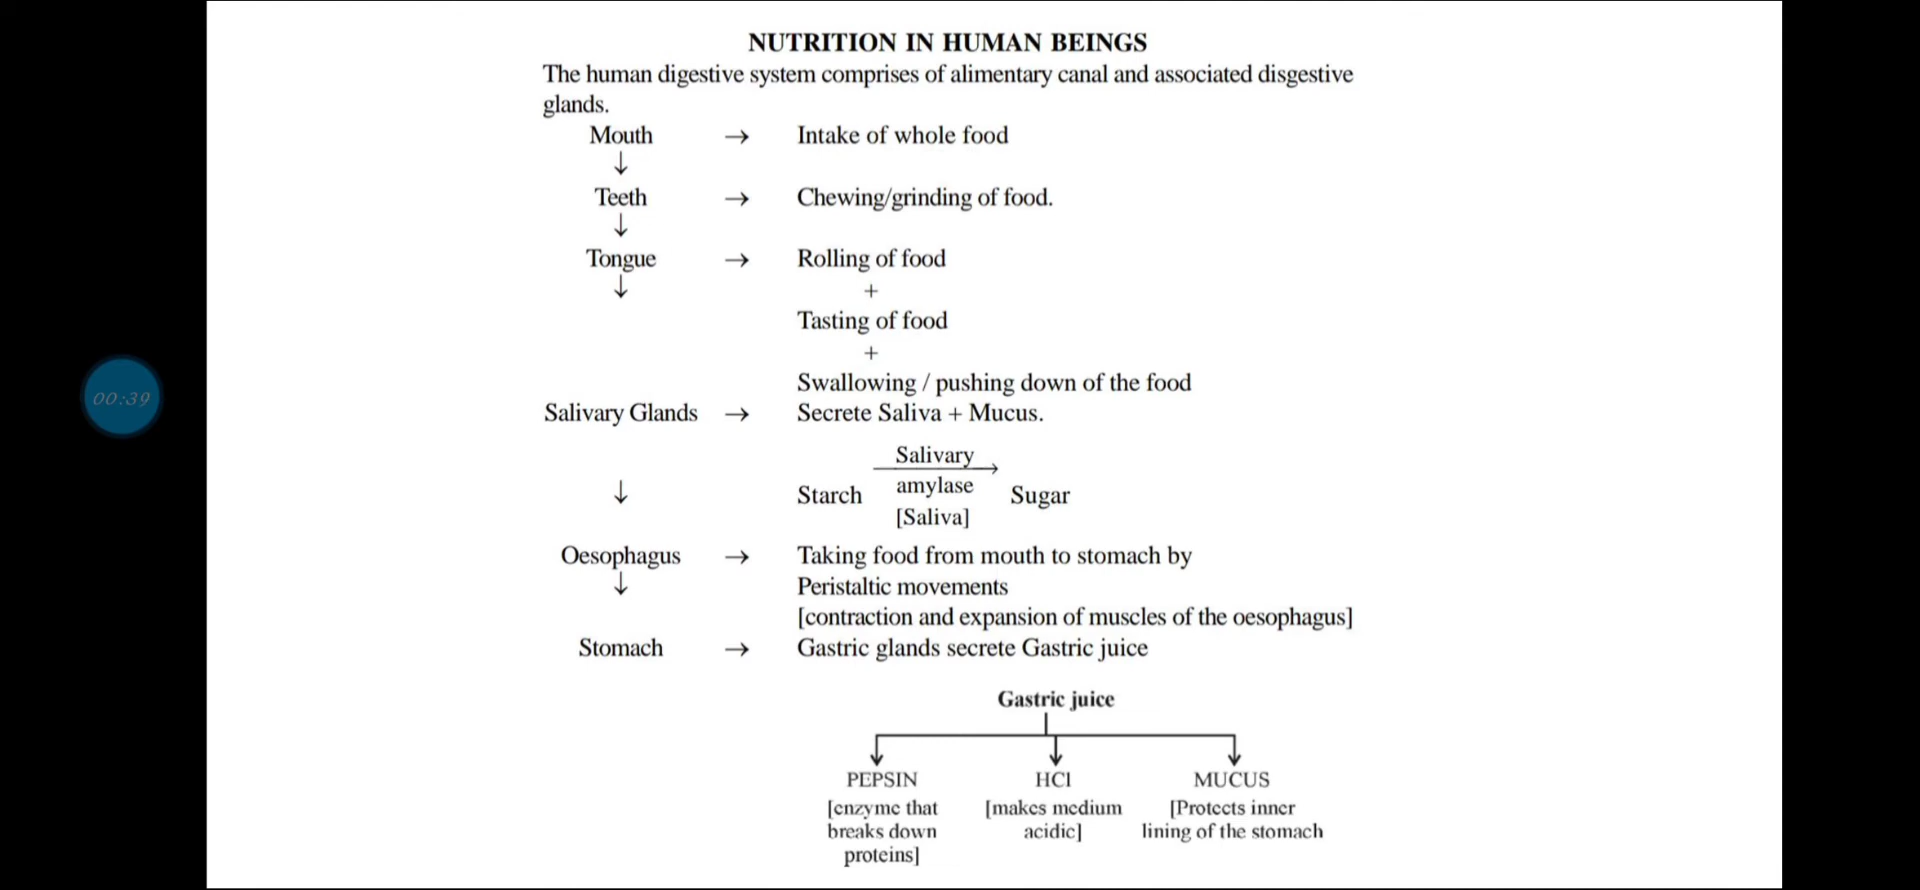 NUTRITION IN HUMAN BEINGS
The human digestive system comprises of alimentary canal and associated disgestive
glands.
Mouth → Intake of whole food
↓
Teeth → Chewing/grinding of food.
↓
Tongue → Rolling of food
↓ +
Tasting of food
+
Swallowing / pushing down of the food
Salivary Glands → Secrete Saliva + Mucus.
Salivary
↓ Starch amylase Sugar
[Saliva]
Oesophagus → Taking food from mouth to stomach by
↓ Peristaltic movements
[contraction and expansion of muscles of the oesophagus]
Stomach → Gastric glands secrete Gastric juice
Gastric juice
PEPSIN HCl MUCUS
[enzyme that [makes medium [Protects inner
breaks down acidic] lining of the stomach
proteins]
00:39